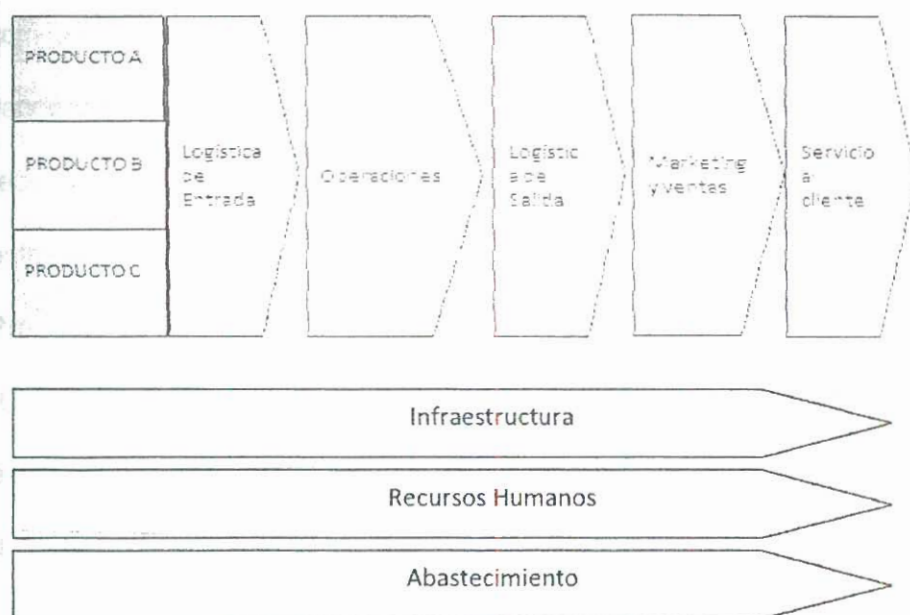 PRODUCTO A
PRODUCTO B
PRODUCTO C
Logística
de
Entrada
Operaciones
Logístic
a de
Salida
Marketing
y ventas
Servicio
al
cliente
Infraestructura
Recursos Humanos
Abastecimiento